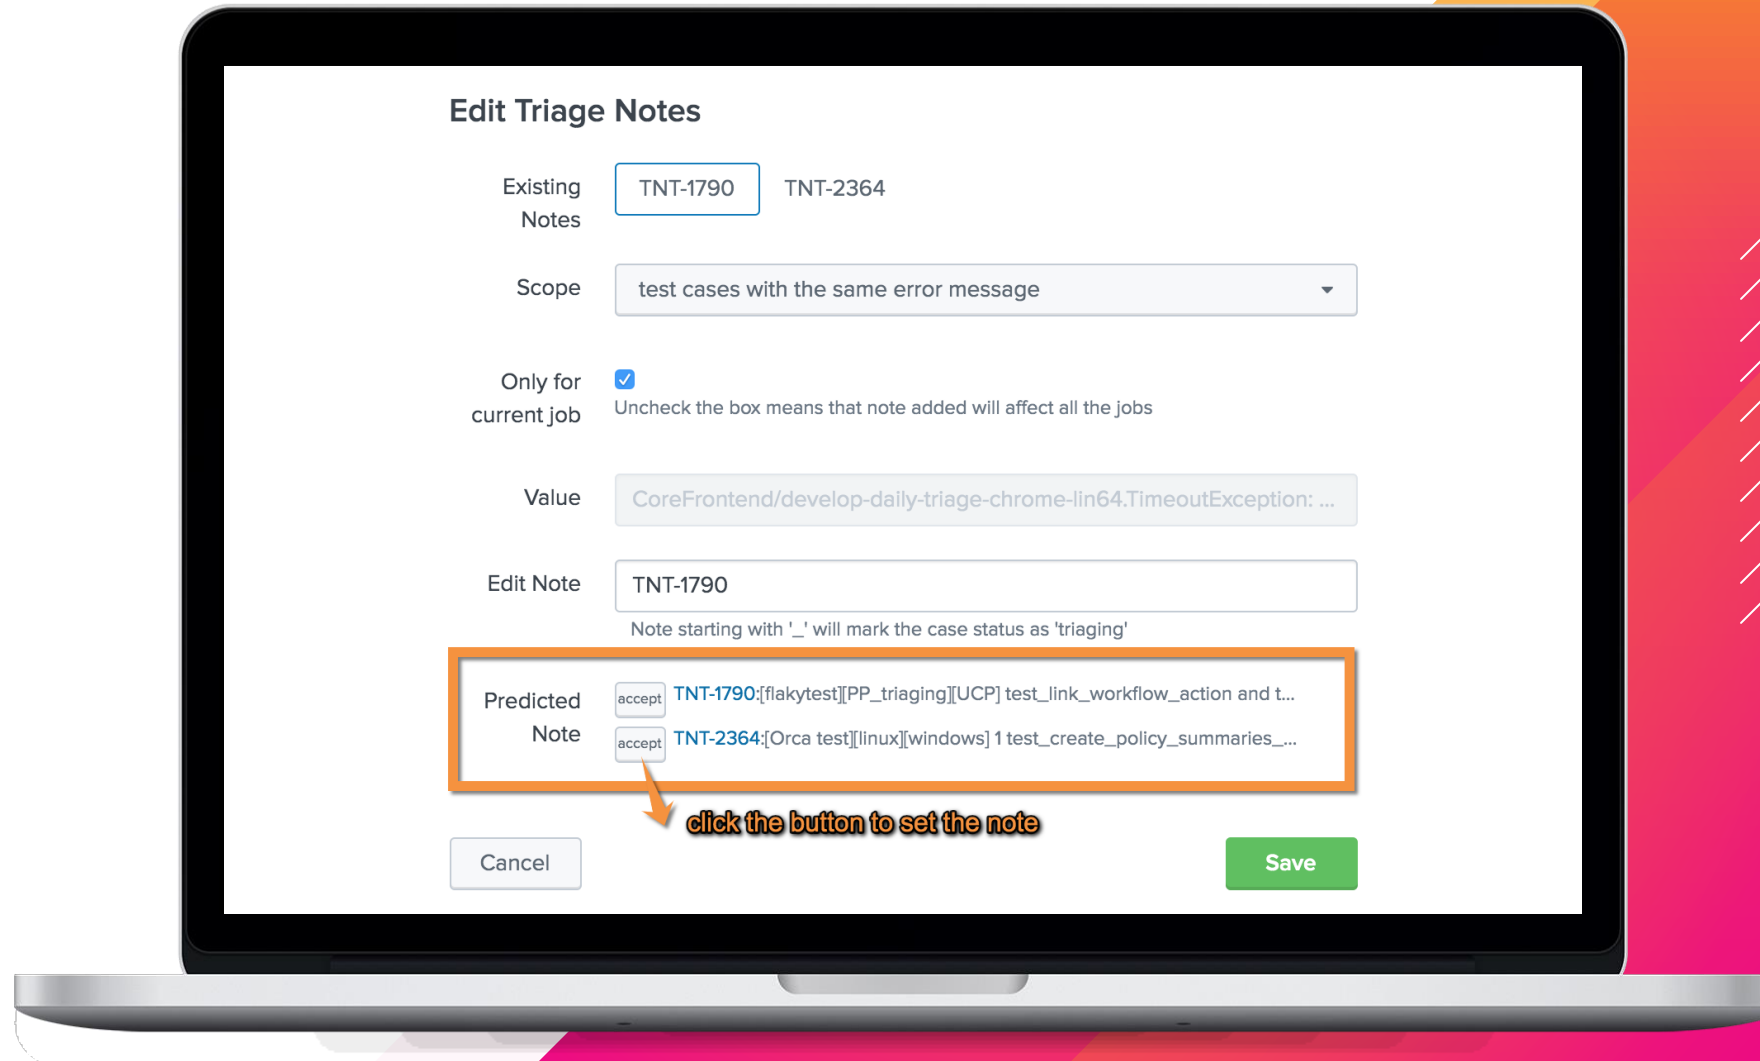 Edit Triage Notes
Existing
Notes
TNT-1790
TNT-2364
Scope
test cases with the same error message
Only for
current job
Uncheck the box means that note added will affect all the jobs
Value
CoreFrontend/develop-daily-triage-chrome-lin64.TimeoutException: ...
Edit Note
TNT-1790
Note starting with '_' will mark the case status as 'triaging'
Predicted
Note
accept TNT-1790:[flakytest][PP_triaging][UCP] test_link_workflow_action and t...
accept TNT-2364:[Orca test][linux][windows] 1 test_create_policy_summaries_...
click the button to set the note
Cancel
Save